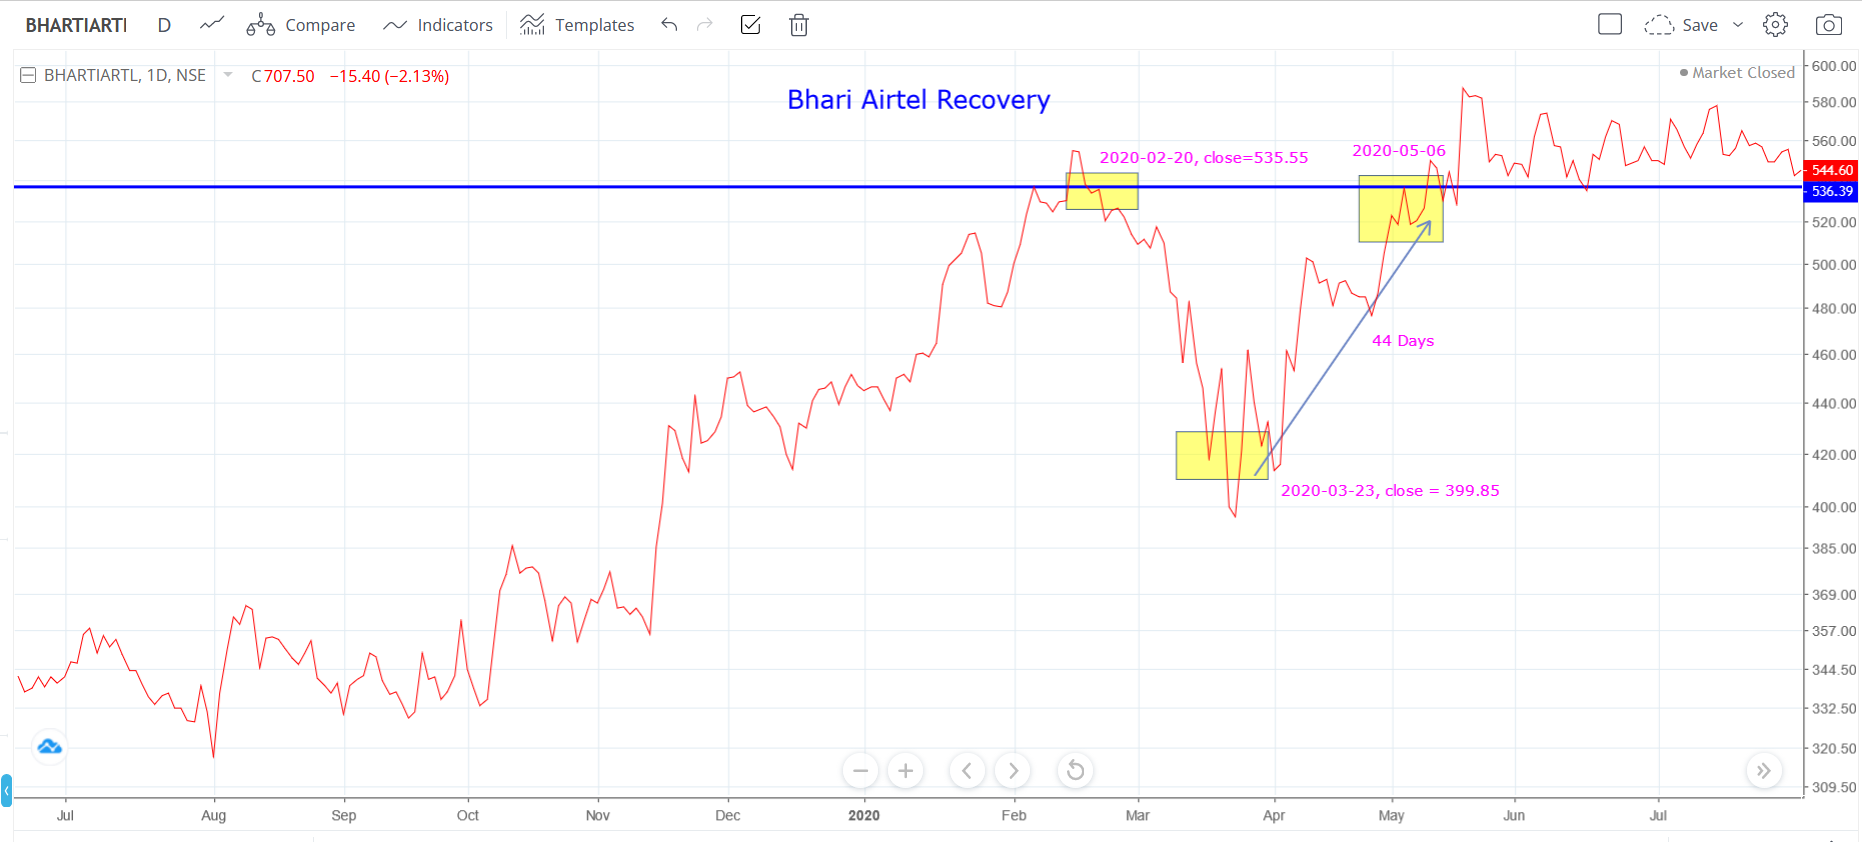 BHARTIARTI D Compare Indicators Templates Save
BHARTIARTL, 1D, NSE C707.50 −15.40 (−2.13%)
Market Closed
Bhari Airtel Recovery
2020-02-20, close=535.55
2020-05-06
44 Days
2020-03-23, close = 399.85
600.00
580.00
560.00
544.60
536.39
520.00
500.00
480.00
460.00
440.00
420.00
400.00
385.00
369.00
357.00
344.50
332.50
320.50
309.50
Jul Aug Sep Oct Nov Dec 2020 Feb Mar Apr May Jun Jul